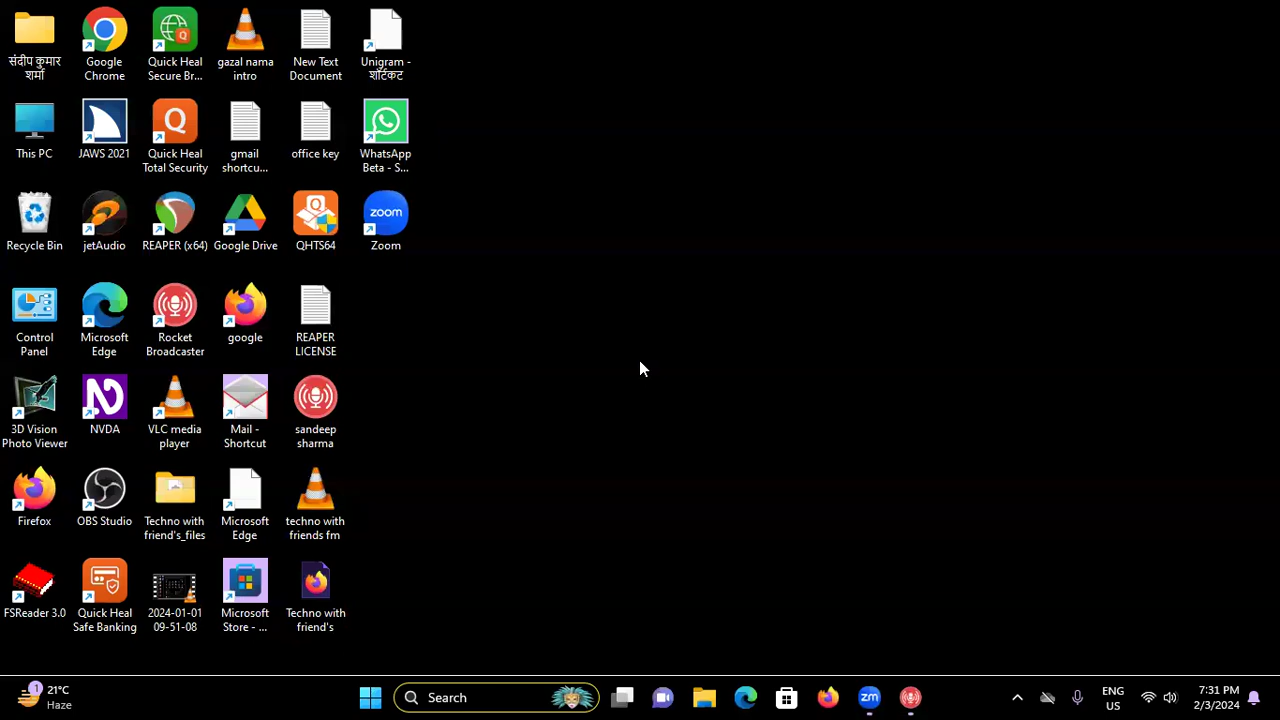 संदीप कुमार
शर्मा
Google
Chrome
Quick Heal
Secure Br...
gazal nama
intro
New Text
Document
Unigram -
शॉर्टकट
This PC
JAWS 2021
Quick Heal
Total Security
gmail
shortcu...
office key
WhatsApp
Beta - S...
Recycle Bin
jetAudio
REAPER (x64)
Google Drive
QHTS64
zoom
Zoom
Control
Panel
Microsoft
Edge
Rocket
Broadcaster
google
REAPER
LICENSE
3D Vision
Photo Viewer
NVDA
VLC media
player
Mail -
Shortcut
sandeep
sharma
Firefox
OBS Studio
Techno with
friend's_files
Microsoft
Edge
techno with
friends fm
FSReader 3.0
Quick Heal
Safe Banking
2024-01-01
09-51-08
Microsoft
Store - ...
Techno with
friend's
1
21°C
Haze
Search
zm
ENG
US
7:31 PM
2/3/2024